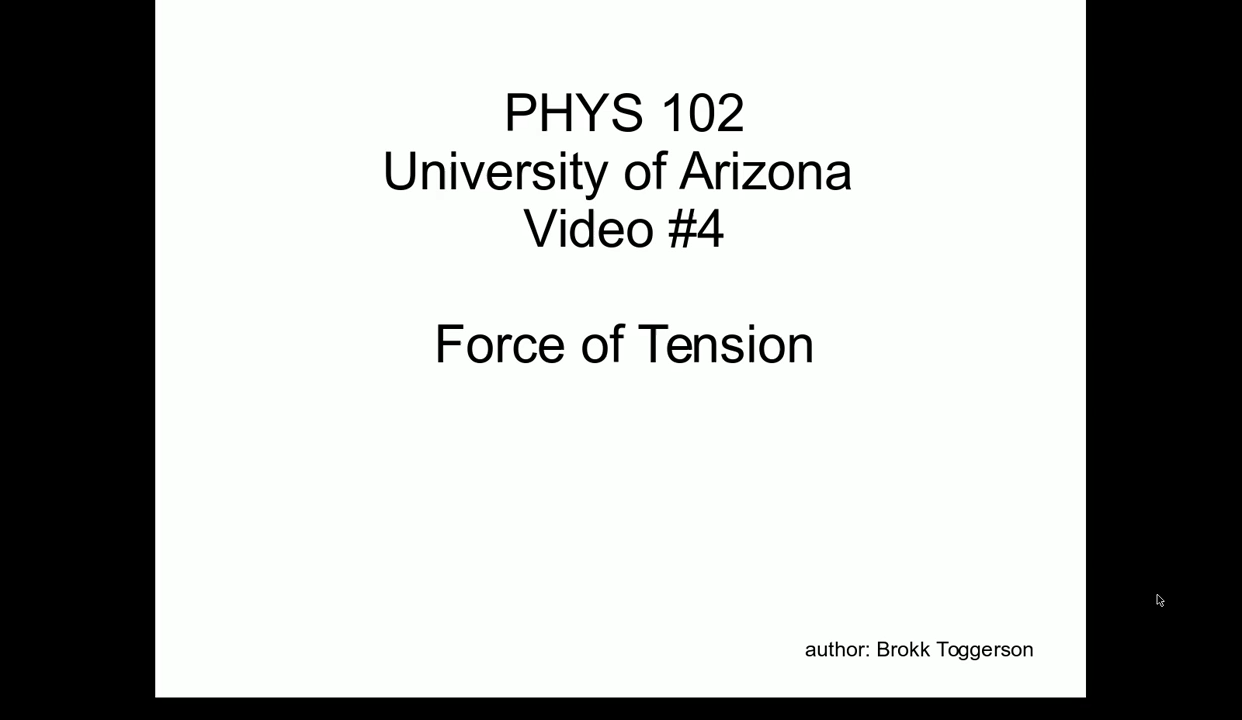 PHYS 102
University of Arizona
Video #4
Force of Tension
author: Brokk Toggerson